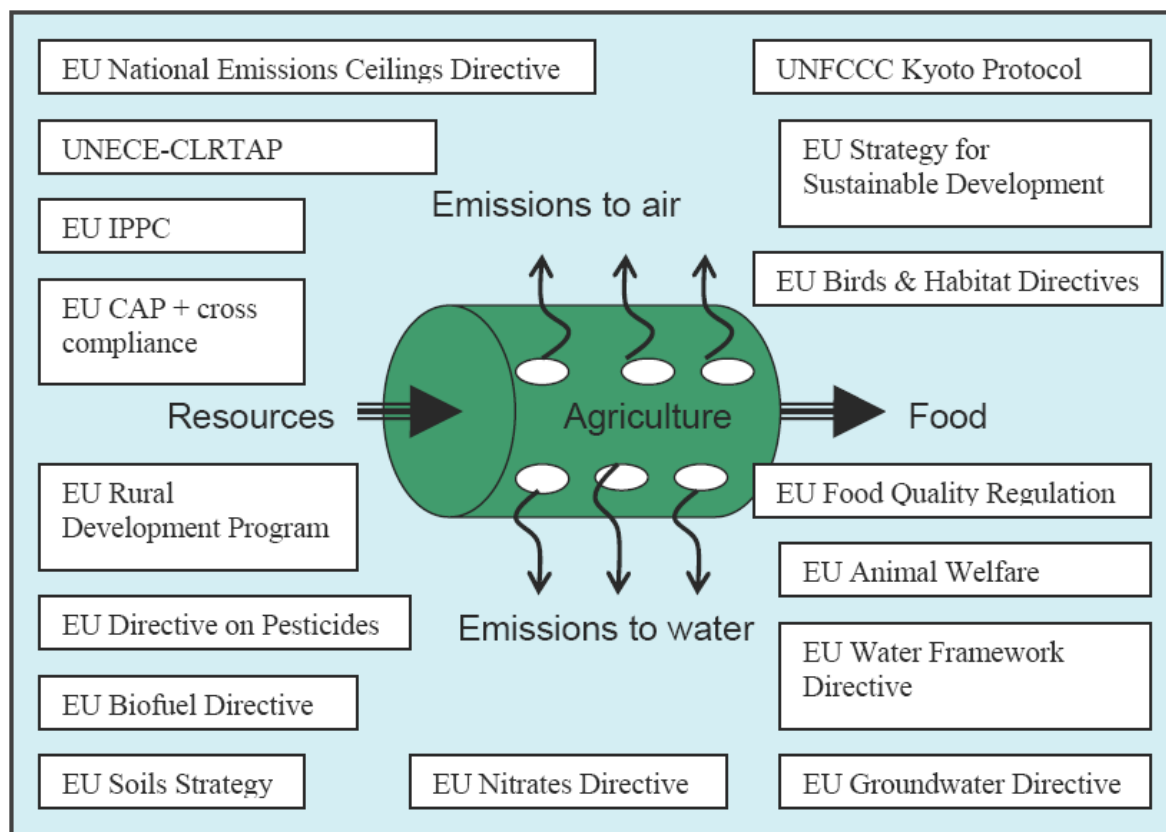 EU National Emissions Ceilings Directive
UNFCCC Kyoto Protocol
UNECE-CLRTAP
EU Strategy for
Sustainable Development
Emissions to air
EU IPPC
EU Birds & Habitat Directives
EU CAP + cross
compliance
Resources
Agriculture
Food
EU Rural
Development Program
EU Food Quality Regulation
EU Animal Welfare
EU Directive on Pesticides
Emissions to water
EU Water Framework
Directive
EU Biofuel Directive
EU Soils Strategy
EU Nitrates Directive
EU Groundwater Directive